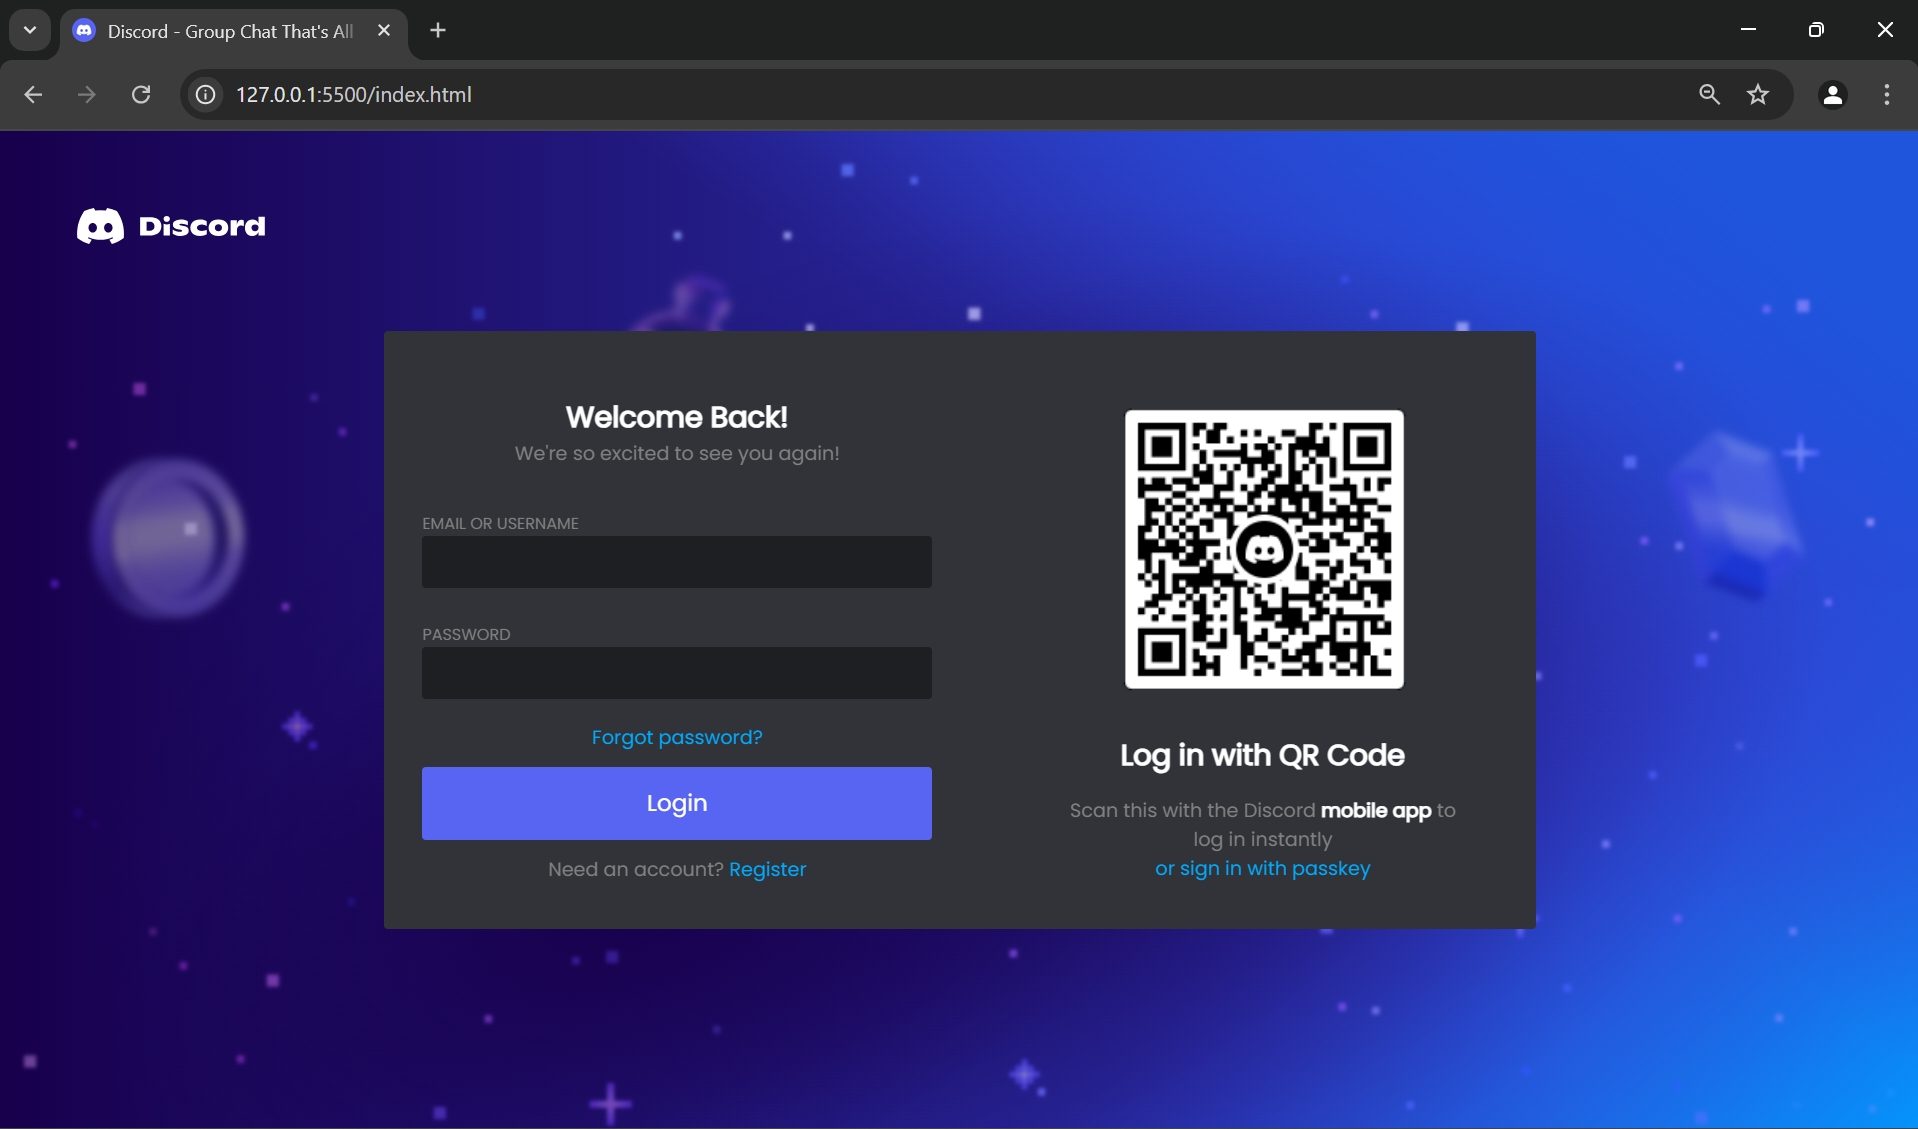 Discord - Group Chat That's All
127.0.0.1:5500/index.html
Discord
Welcome Back!
We're so excited to see you again!
EMAIL OR USERNAME
PASSWORD
Forgot password?
Login
Need an account? Register
Log in with QR Code
Scan this with the Discord mobile app to
log in instantly
or sign in with passkey